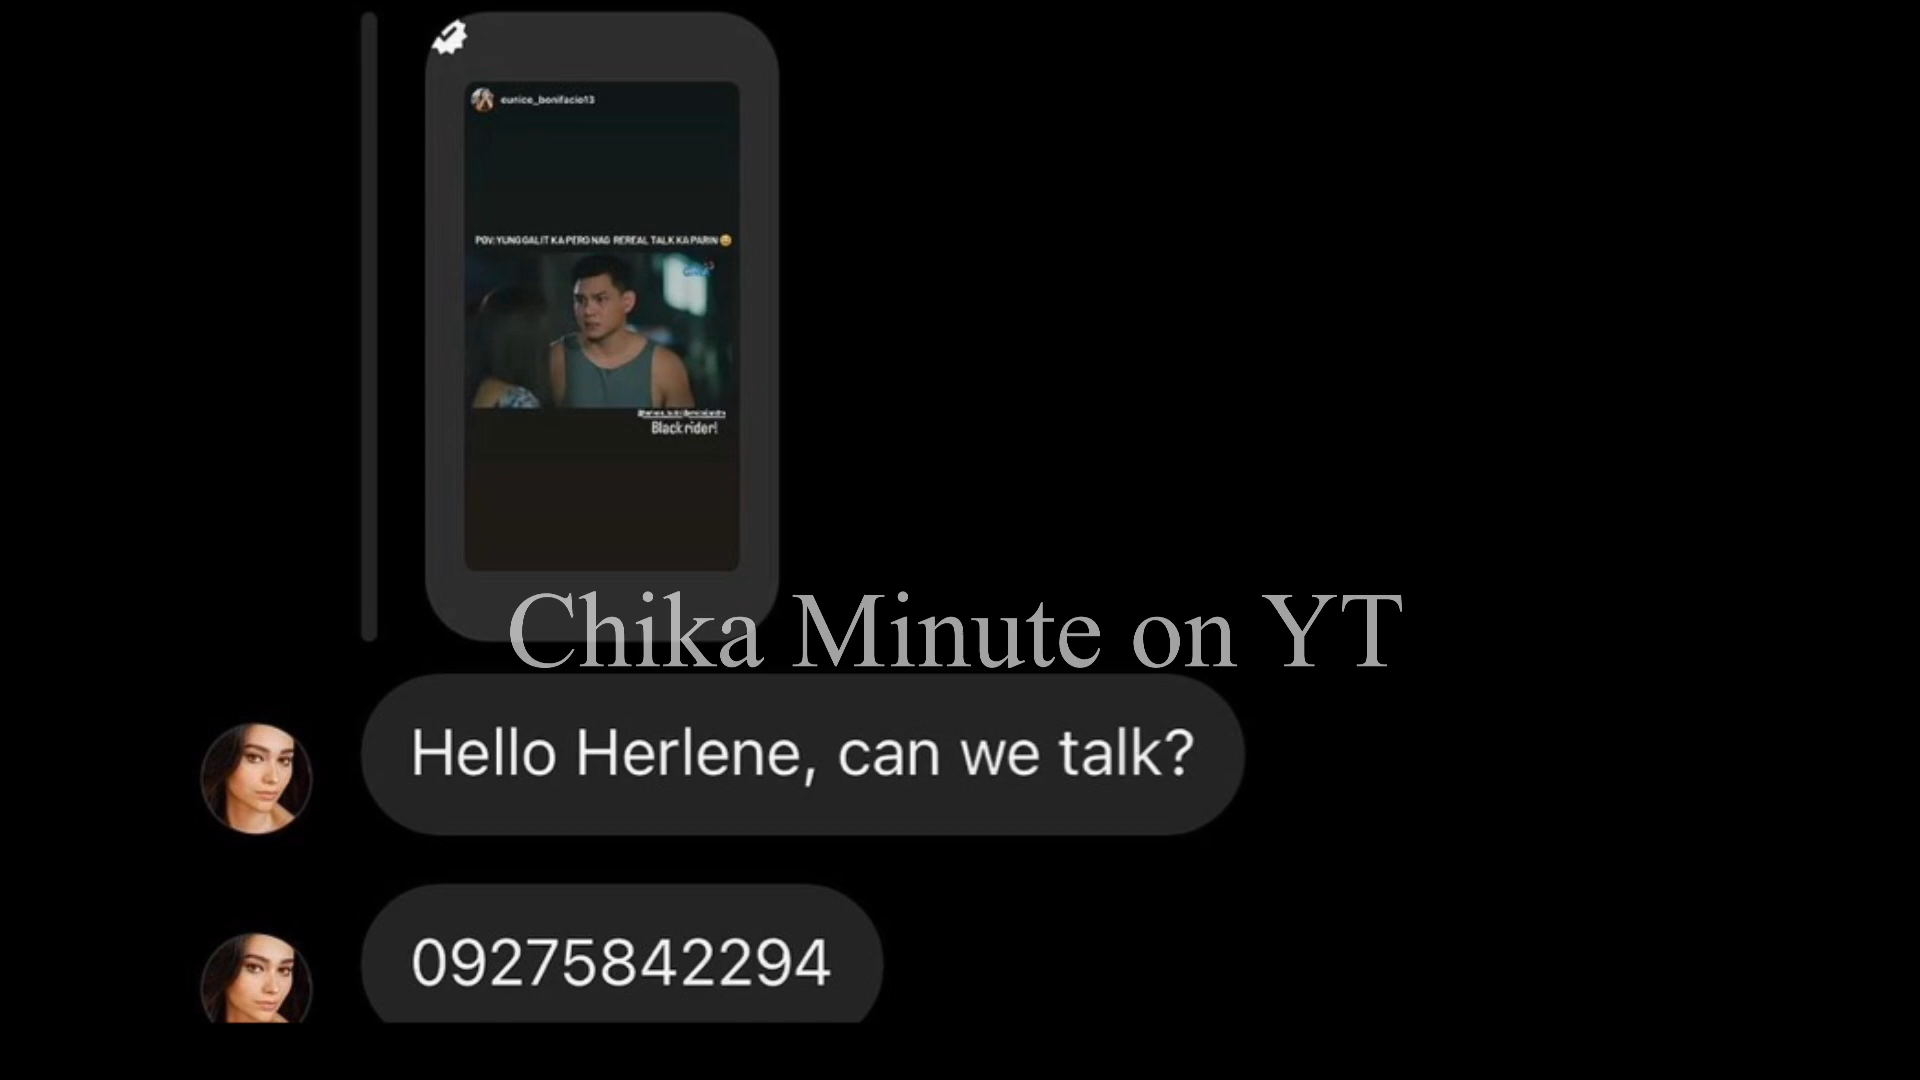 eunice_bonifacio13
POV: YUNG GALIT KA PERO NAG REREAL TALK KA PARIN 😄
Black rider!
Chika Minute on YT
Hello Herlene, can we talk?
09275842294